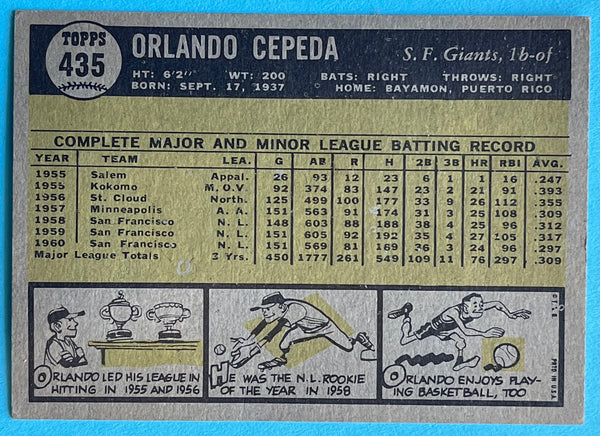 TOPPS
435
ORLANDO CEPEDA
S. F. Giants, 1b-of
HT: 6'2" WT: 200 BATS: RIGHT THROWS: RIGHT
BORN: SEPT. 17, 1937 HOME: BAYAMON, PUERTO RICO
COMPLETE MAJOR AND MINOR LEAGUE BATTING RECORD
YEAR TEAM LEA. G AB R H 2B 3B HR RBI AVG.
1955 Salem Appal. 26 93 13 23 6 1 1 16 .247
1955 Kokomo M.O.V 92 374 83 147 23 2 21 91 .393
1956 St. Cloud North. 125 499 100 177 33 9 26 112 .355
1957 Minneapolis A. A. 151 563 91 174 31 3 25 108 .309
1958 San Francisco N. L. 148 603 88 188 38 4 25 96 .312
1959 San Francisco N. L. 151 605 92 192 35 4 27 105 .317
1960 San Francisco N. L. 151 569 81 169 36 3 24 96 .297
Major League Totals 3 Yrs. 450 1777 261 549 109 11 76 297 .309
ORLANDO LED HIS LEAGUE IN
HITTING IN 1955 AND 1956
HE WAS THE N.L. ROOKIE
OF THE YEAR IN 1958
ORLANDO ENJOYS PLAY-
ING BASKETBALL, TOO
PRTD IN U.S.A.